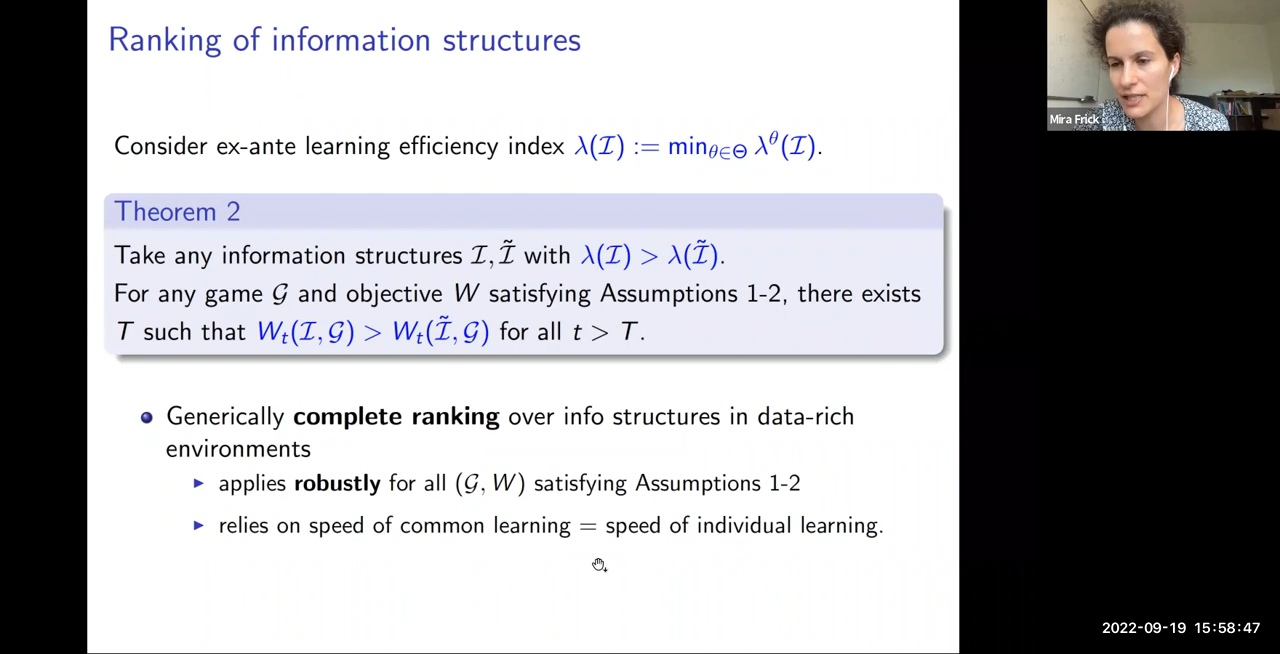 Ranking of information structures
Mira Frick
Consider ex-ante learning efficiency index λ(ℐ) := min_{θ∈Θ} λ^θ(ℐ).
Theorem 2
Take any information structures ℐ, ℐ̃ with λ(ℐ) > λ(ℐ̃).
For any game 𝒢 and objective W satisfying Assumptions 1-2, there exists
T such that W_t(ℐ, 𝒢) > W_t(ℐ̃, 𝒢) for all t > T.
Generically complete ranking over info structures in data-rich
environments
applies robustly for all (𝒢, W) satisfying Assumptions 1-2
relies on speed of common learning = speed of individual learning.
2022-09-19 15:58:47